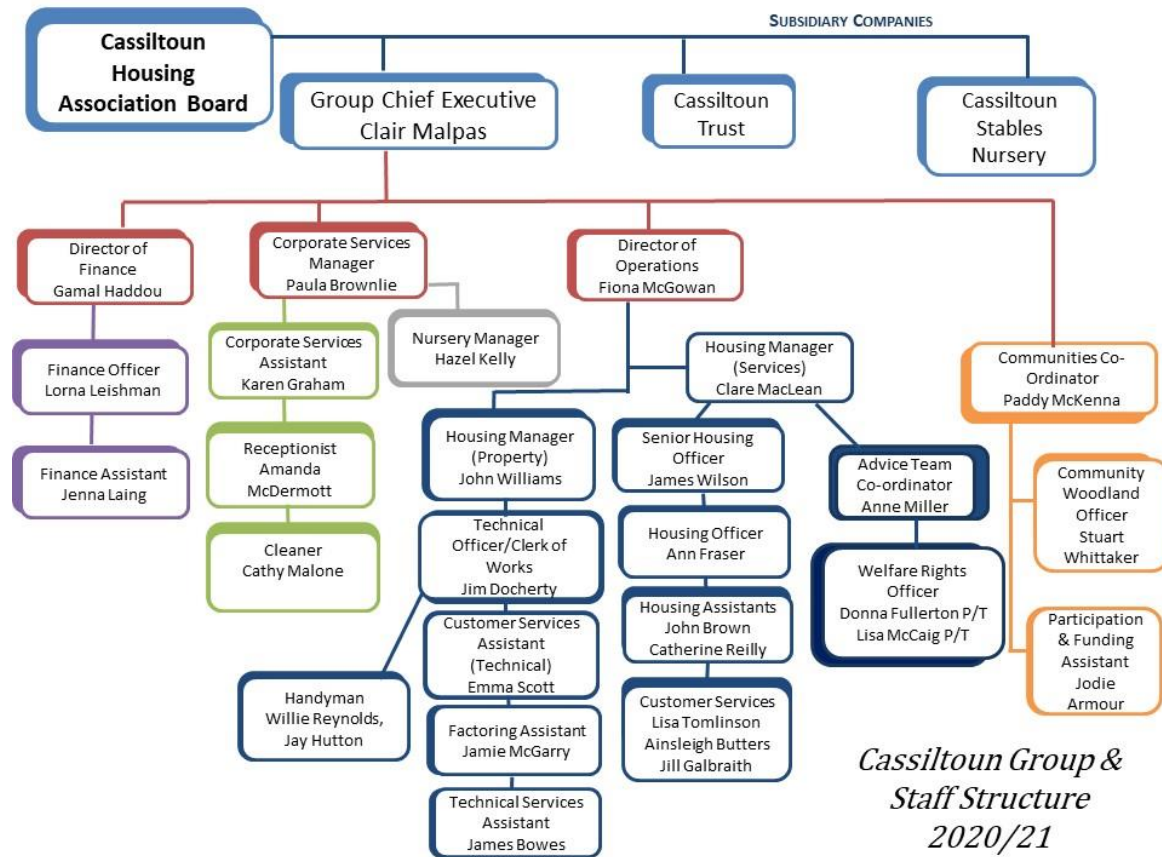 SUBSIDIARY COMPANIES
Cassiltoun
Housing
Association Board
Group Chief Executive
Clair Malpas
Cassiltoun
Trust
Cassiltoun
Stables
Nursery
Director of
Finance
Gamal Haddou
Corporate Services
Manager
Paula Brownlie
Director of
Operations
Fiona McGowan
Finance Officer
Lorna Leishman
Finance Assistant
Jenna Laing
Corporate Services
Assistant
Karen Graham
Receptionist
Amanda
McDermott
Cleaner
Cathy Malone
Nursery Manager
Hazel Kelly
Housing Manager
(Services)
Clare MacLean
Communities Co-
Ordinator
Paddy McKenna
Housing Manager
(Property)
John Williams
Technical
Officer/Clerk of
Works
Jim Docherty
Customer Services
Assistant
(Technical)
Emma Scott
Handyman
Willie Reynolds,
Jay Hutton
Factoring Assistant
Jamie McGarry
Technical Services
Assistant
James Bowes
Senior Housing
Officer
James Wilson
Housing Officer
Ann Fraser
Housing Assistants
John Brown
Catherine Reilly
Customer Services
Lisa Tomlinson
Ainsleigh Butters
Jill Galbraith
Advice Team
Co-ordinator
Anne Miller
Welfare Rights
Officer
Donna Fullerton P/T
Lisa McCaig P/T
Community
Woodland
Officer
Stuart
Whittaker
Participation
& Funding
Assistant
Jodie
Armour
Cassiltoun Group &
Staff Structure
2020/21